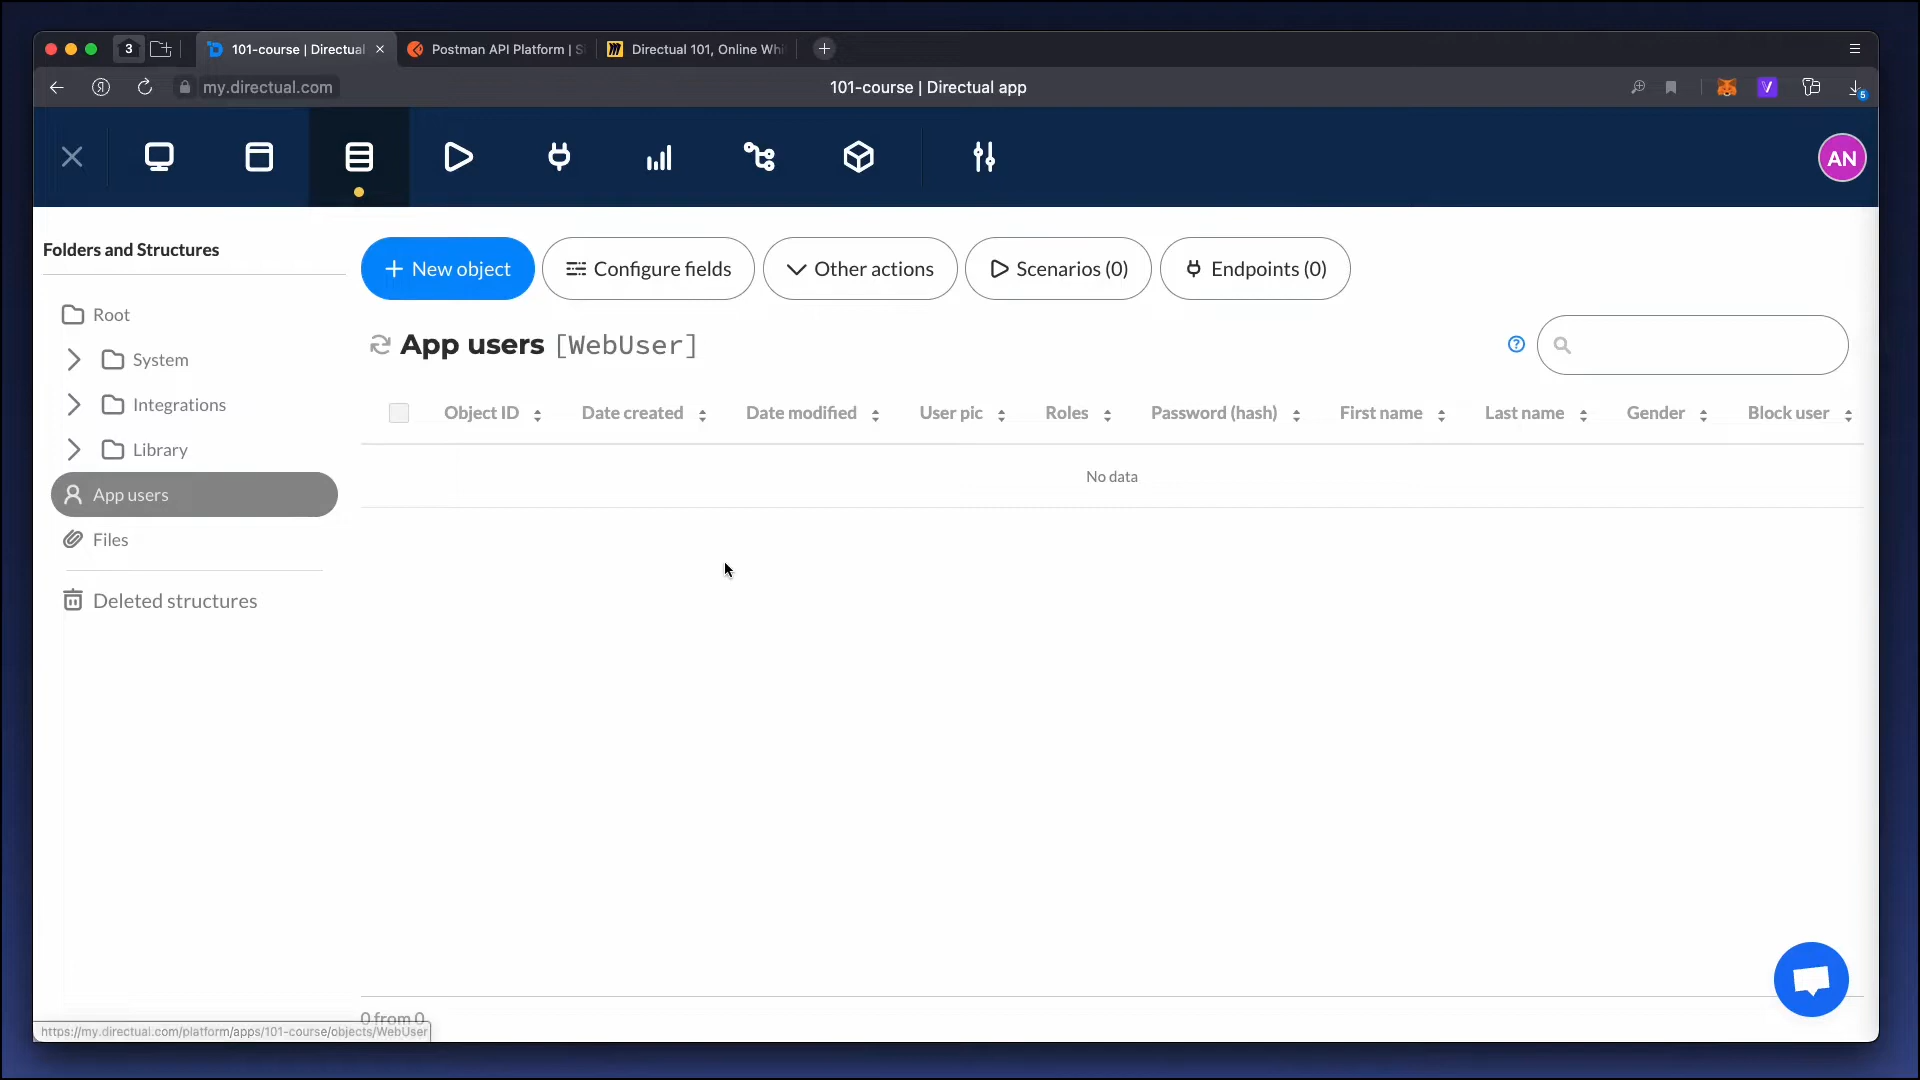 3
101-course | Directual
Postman API Platform | S
Directual 101, Online Whi
my.directual.com
101-course | Directual app
5
AN
Folders and Structures
Root
System
Integrations
Library
App users
Files
Deleted structures
New object
Configure fields
Other actions
Scenarios (0)
Endpoints (0)
App users [WebUser]
Object ID
Date created
Date modified
User pic
Roles
Password (hash)
First name
Last name
Gender
Block user
No data
0 from 0
https://my.directual.com/platform/apps/101-course/objects/WebUser